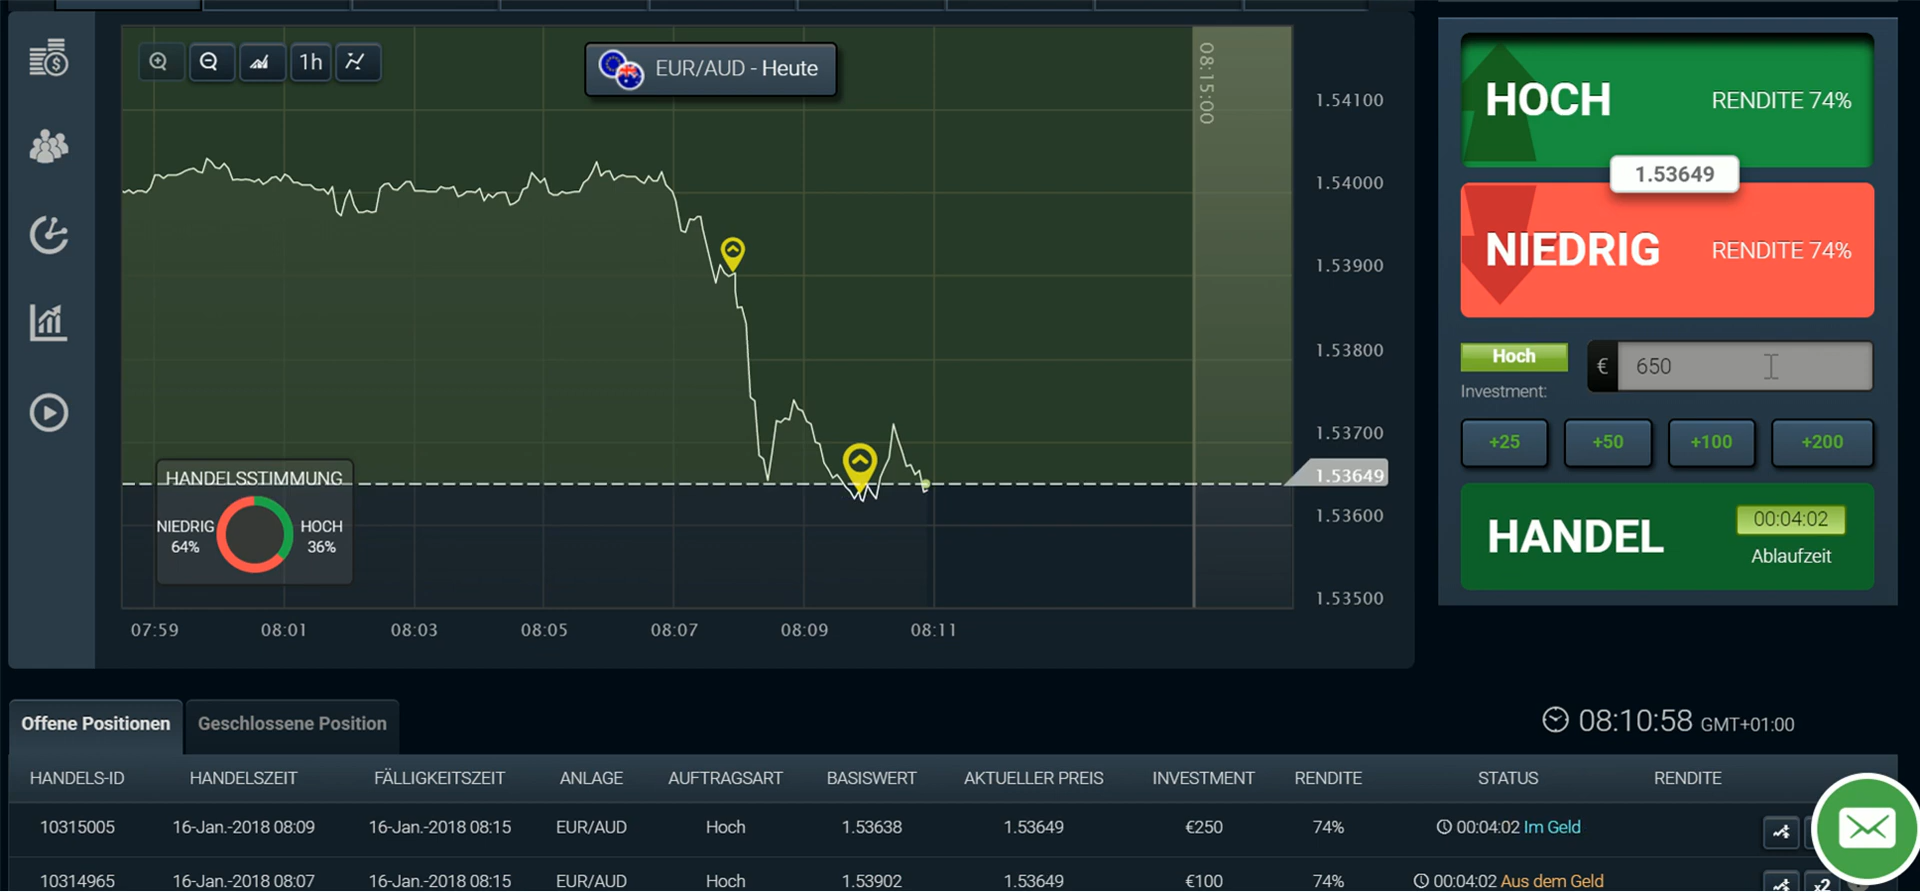 1h
EUR/AUD - Heute
08:15:00
1.54100
1.54000
1.53900
1.53800
1.53700
1.53649
1.53600
1.53500
HANDELSSTIMMUNG
NIEDRIG
64%
HOCH
36%
07:59 08:01 08:03 08:05 08:07 08:09 08:11
HOCH RENDITE 74%
1.53649
NIEDRIG RENDITE 74%
Hoch
Investment:
€ 650
+25 +50 +100 +200
HANDEL
00:04:02
Ablaufzeit
Offene Positionen Geschlossene Position
08:10:58 GMT+01:00
HANDELS-ID HANDELSZEIT FÄLLIGKEITSZEIT ANLAGE AUFTRAGSART BASISWERT AKTUELLER PREIS INVESTMENT RENDITE STATUS RENDITE
10315005 16-Jan.-2018 08:09 16-Jan.-2018 08:15 EUR/AUD Hoch 1.53638 1.53649 €250 74% 00:04:02 Im Geld
10314965 16-Jan.-2018 08:07 16-Jan.-2018 08:15 EUR/AUD Hoch 1.53902 1.53649 €100 74% 00:04:02 Aus dem Geld x2